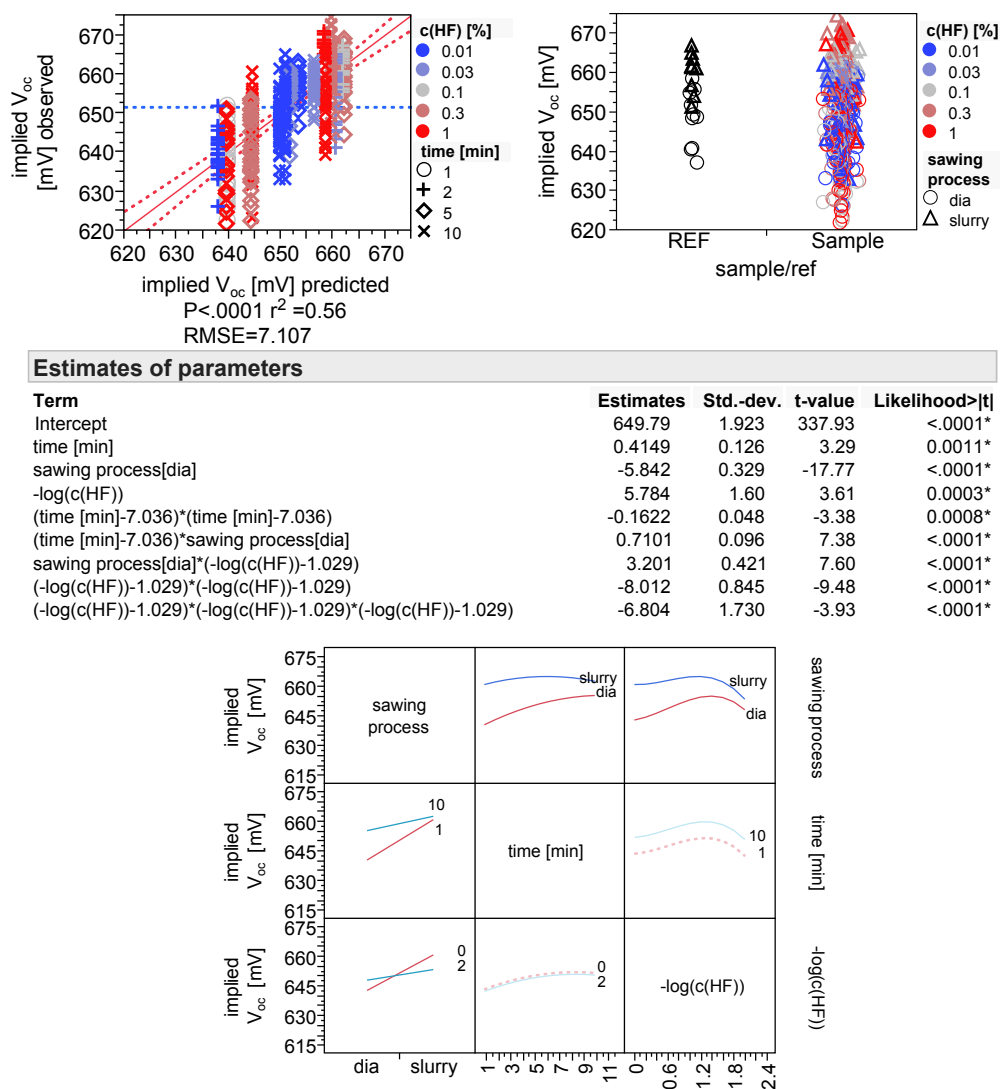 670
660
650
640
630
620
implied V_oc
[mV] observed
620 630 640 650 660 670
implied V_oc [mV] predicted
P<.0001 r² =0.56
RMSE=7.107
c(HF) [%]
0.01
0.03
0.1
0.3
1
time [min]
1
2
5
10
670
660
650
640
630
620
implied V_oc [mV]
REF Sample
sample/ref
c(HF) [%]
0.01
0.03
0.1
0.3
1
sawing
process
dia
slurry
Estimates of parameters
Term Estimates Std.-dev. t-value Likelihood>|t|
Intercept 649.79 1.923 337.93 <.0001*
time [min] 0.4149 0.126 3.29 0.0011*
sawing process[dia] -5.842 0.329 -17.77 <.0001*
-log(c(HF)) 5.784 1.60 3.61 0.0003*
(time [min]-7.036)*(time [min]-7.036) -0.1622 0.048 -3.38 0.0008*
(time [min]-7.036)*sawing process[dia] 0.7101 0.096 7.38 <.0001*
sawing process[dia]*(-log(c(HF))-1.029) 3.201 0.421 7.60 <.0001*
(-log(c(HF))-1.029)*(-log(c(HF))-1.029) -8.012 0.845 -9.48 <.0001*
(-log(c(HF))-1.029)*(-log(c(HF))-1.029)*(-log(c(HF))-1.029) -6.804 1.730 -3.93 <.0001*
implied
V_oc [mV]
675
660
645
630
615
sawing
process
slurry
dia
slurry
dia
sawing process
implied
V_oc [mV]
675
660
645
630
615
10
1
time [min]
10
1
time [min]
implied
V_oc [mV]
675
660
645
630
615
0
2
0
2
-log(c(HF))
-log(c(HF))
dia slurry
1 3 5 7 9 11
0 0.6 1.2 1.8 2.4